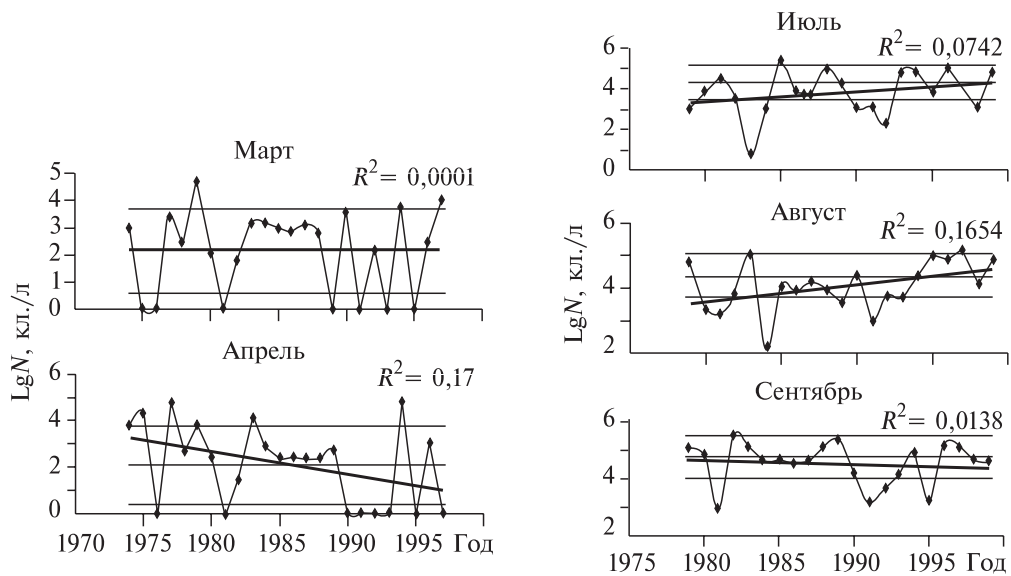 Март
R² = 0,0001
5
4
3
2
1
0
LgN, кл./л
Апрель
R² = 0,17
6
4
2
0
1970 1975 1980 1985 1990 1995 Год
Июль
R² = 0,0742
6
4
2
0
Август
R² = 0,1654
6
4
2
LgN, кл./л
Сентябрь
R² = 0,0138
6
4
2
1975 1980 1985 1990 1995 Год